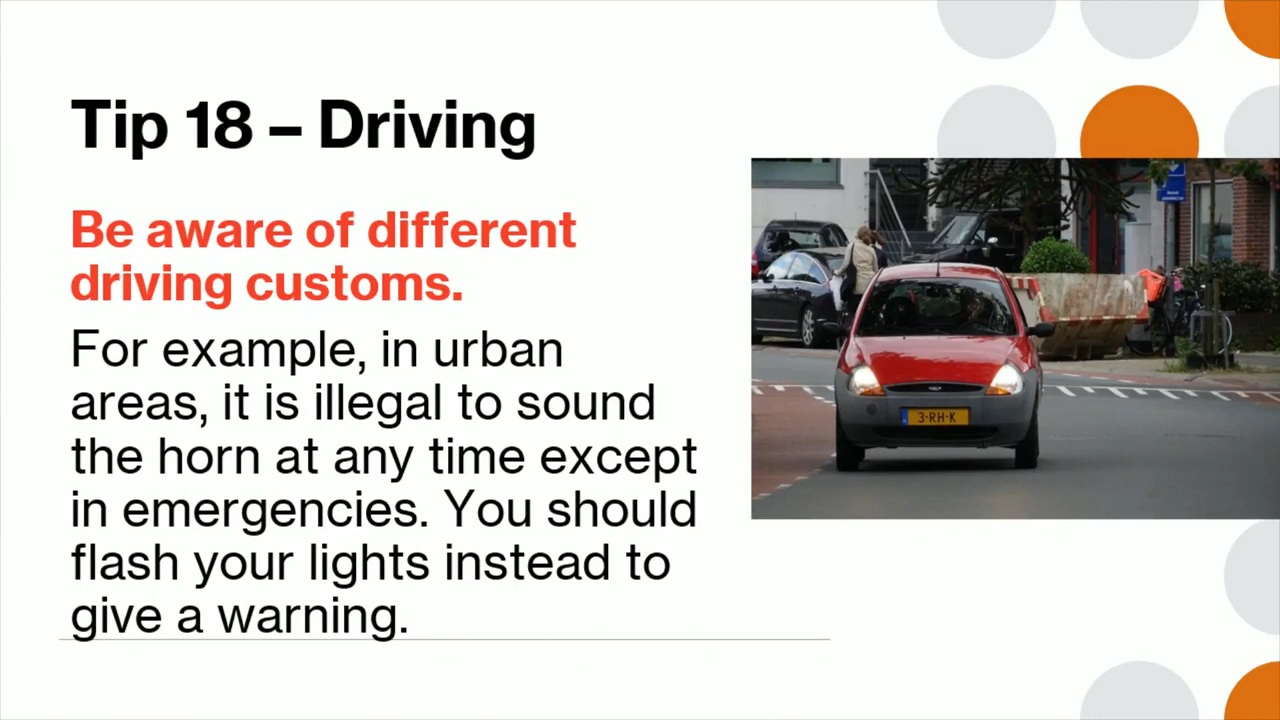 Tip 18 – Driving
Be aware of different
driving customs.
For example, in urban
areas, it is illegal to sound
the horn at any time except
in emergencies. You should
flash your lights instead to
give a warning.
3-RH-K